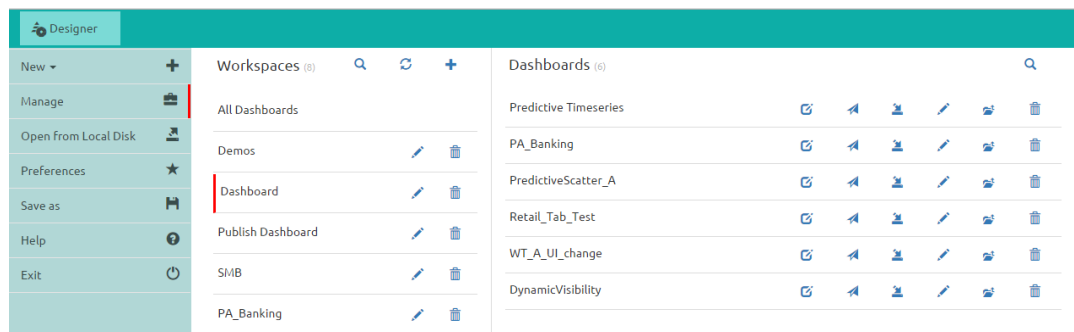 Designer
New
Manage
Open from Local Disk
Preferences
Save as
Help
Exit
Workspaces (8)
All Dashboards
Demos
Dashboard
Publish Dashboard
SMB
PA_Banking
Dashboards (6)
Predictive Timeseries
PA_Banking
PredictiveScatter_A
Retail_Tab_Test
WT_A_UI_change
DynamicVisibility